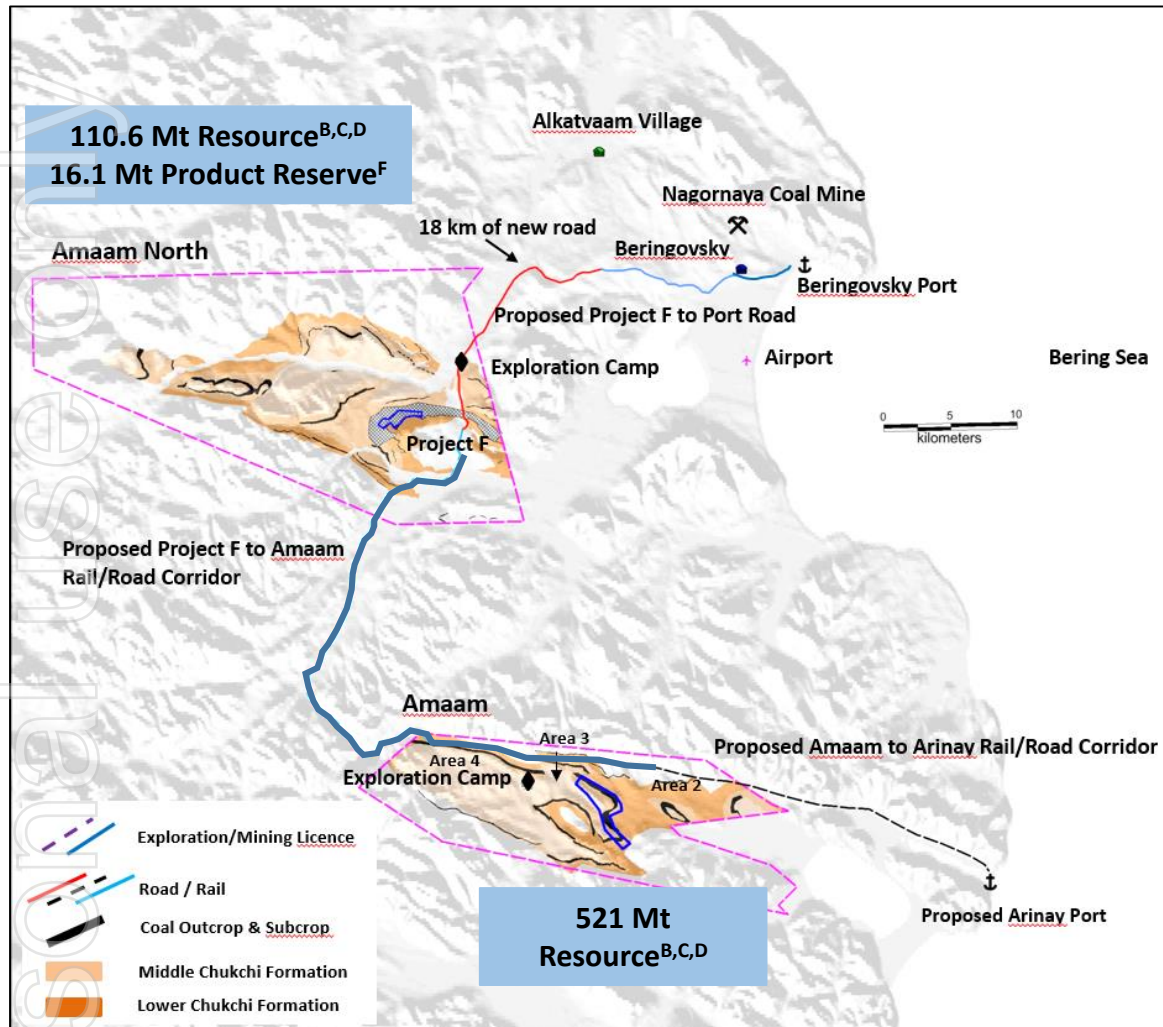 110.6 Mt Resource^B,C,D
16.1 Mt Product Reserve^F
Alkatvaam Village
Nagornaya Coal Mine
18 km of new road
Beringovsky
Amaam North
Beringovsky Port
Proposed Project F to Port Road
Airport
Bering Sea
Exploration Camp
0 5 10
kilometers
Project F
Proposed Project F to Amaam
Rail/Road Corridor
Amaam
Area 3
Proposed Amaam to Arinay Rail/Road Corridor
Area 4
Exploration Camp
Area 2
Exploration/Mining Licence
Road / Rail
Coal Outcrop & Subcrop
Middle Chukchi Formation
Lower Chukchi Formation
521 Mt
Resource^B,C,D
Proposed Arinay Port
sonal use only